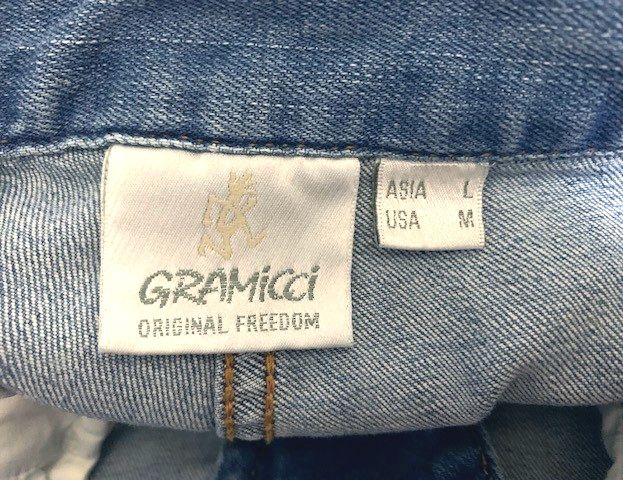 GRAMiCCi
ORIGINAL FREEDOM
ASIA L
USA M